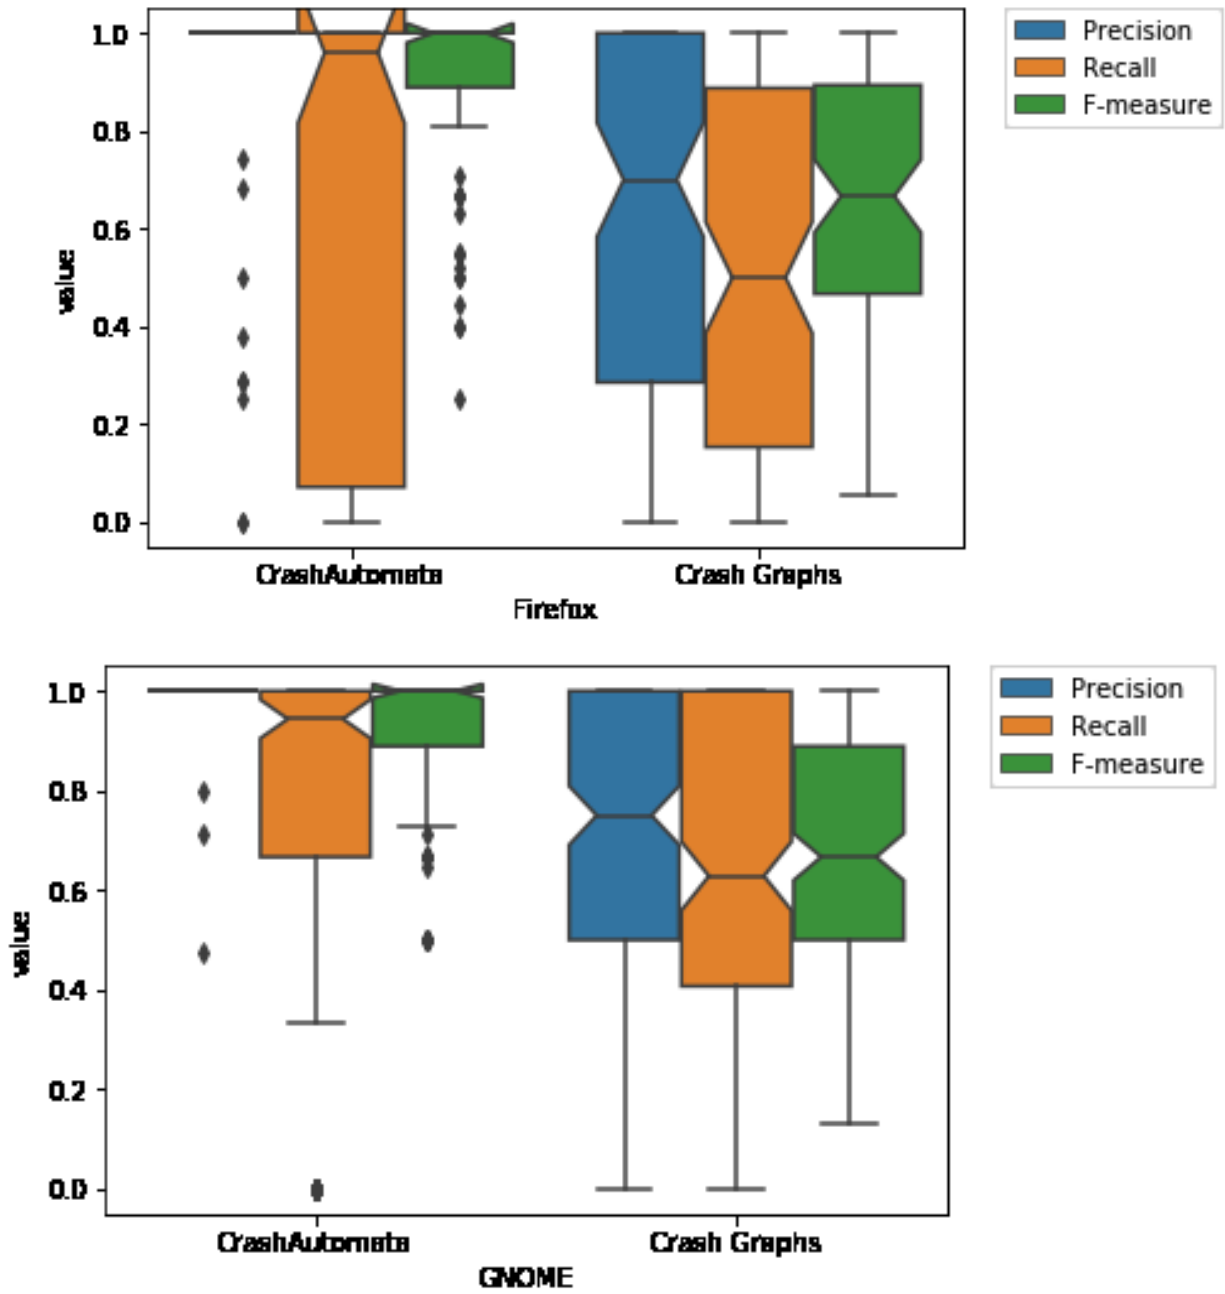 1.0
0.8
0.6
0.4
0.2
0.0
value
CrashAutomata
Crash Graphs
Firefox
Precision
Recall
F-measure
1.0
0.8
0.6
0.4
0.2
0.0
value
CrashAutomata
Crash Graphs
GNOME
Precision
Recall
F-measure